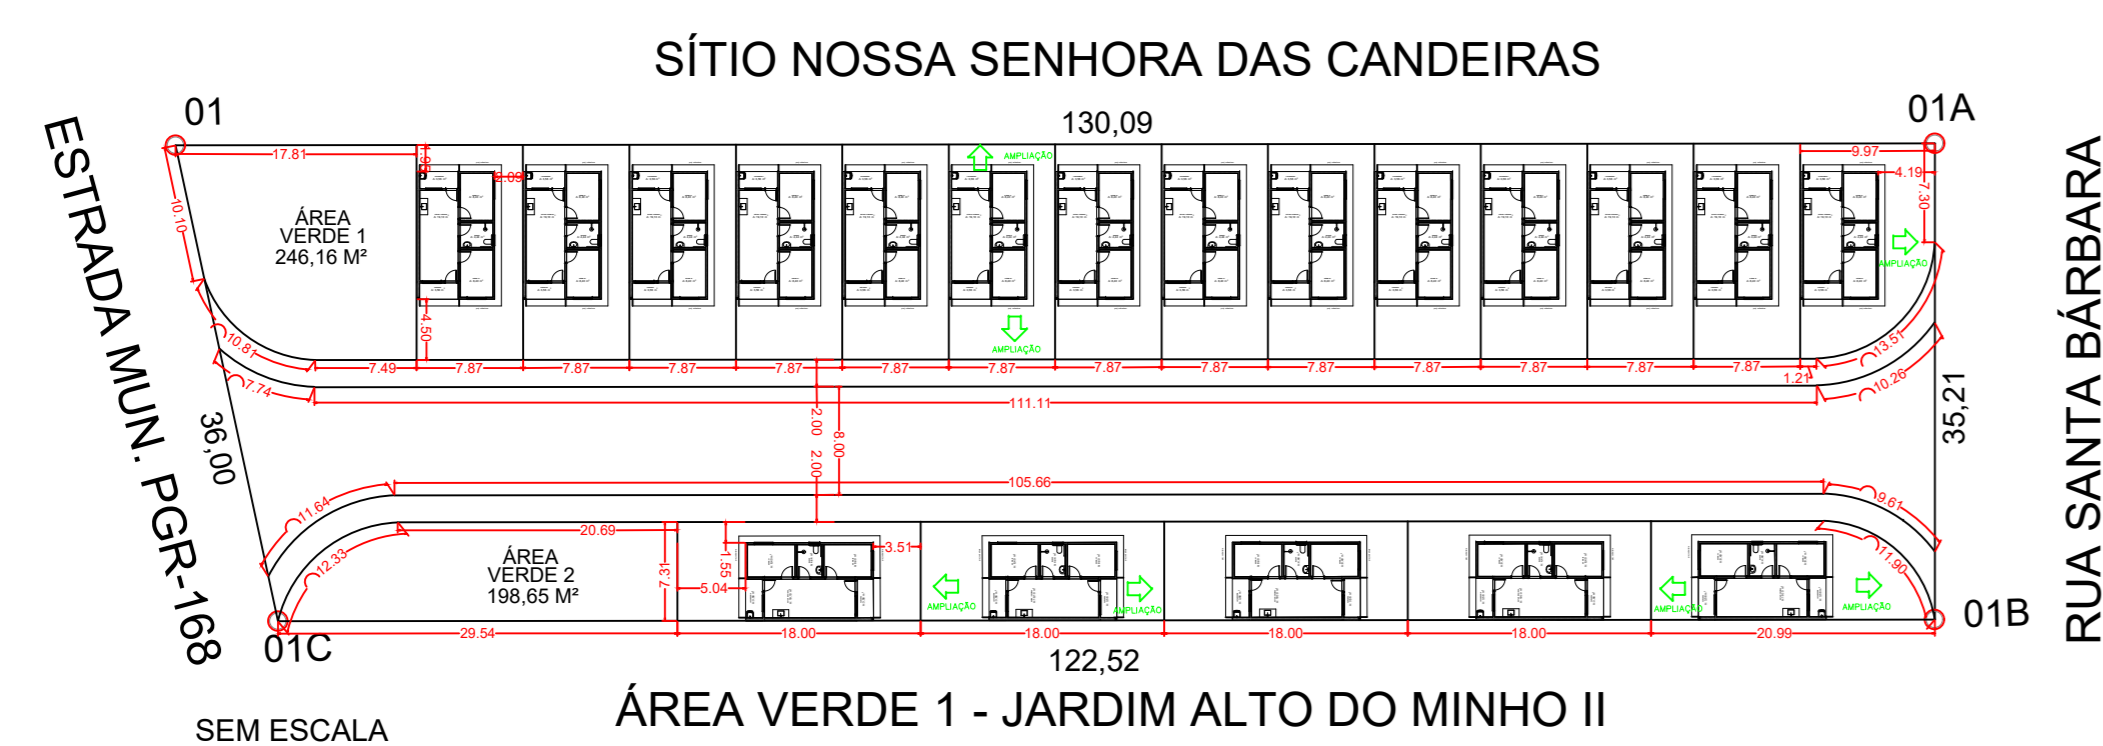 SÍTIO NOSSA SENHORA DAS CANDEIRAS
01
130,09
01A
17.81
1.95
2.09
AMPLIAÇÃO
9.97
4.19
7.30
10.10
ÁREA
VERDE 1
246,16 M²
AMPLIAÇÃO
4.50
AMPLIAÇÃO
10.81
7.49
7.87
7.87
7.87
7.87
7.87
7.87
7.87
7.87
7.87
7.87
7.87
7.87
7.87
1.21
13.51
7.74
10.26
111.11
ESTRADA MUN. PGR-168
36,00
2.00
8.00
2.00
35,21
RUA SANTA BÁRBARA
105.66
11.64
9.61
12.33
20.69
ÁREA
VERDE 2
198,65 M²
7.31
1.55
5.04
3.51
AMPLIAÇÃO
AMPLIAÇÃO
AMPLIAÇÃO
AMPLIAÇÃO
11.90
01B
01C
29.54
18.00
18.00
18.00
18.00
20.99
122,52
ÁREA VERDE 1 - JARDIM ALTO DO MINHO II
SEM ESCALA